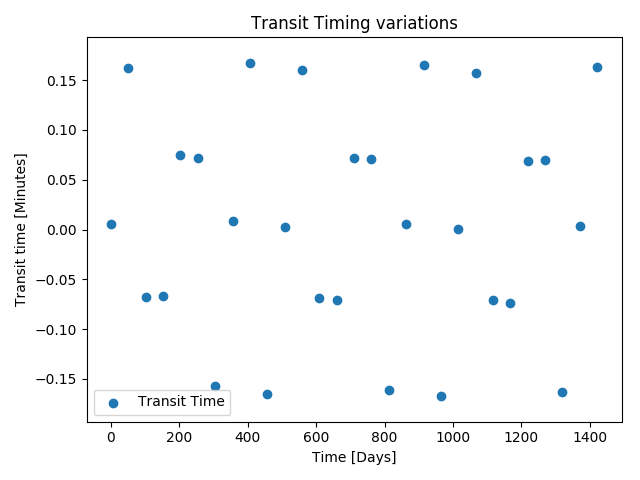 Transit Timing variations
Transit time [Minutes]
0.15
0.10
0.05
0.00
−0.05
−0.10
−0.15
Transit Time
0 200 400 600 800 1000 1200 1400
Time [Days]